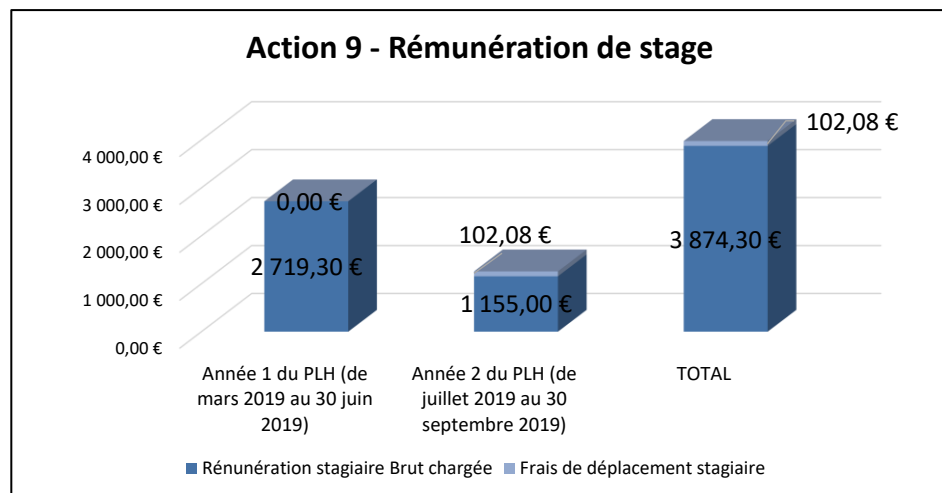 Action 9 - Rémunération de stage
102,08 €
4 000,00 €
3 000,00 €
2 000,00 €
1 000,00 €
0,00 €
0,00 €
2 719,30 €
102,08 €
1 155,00 €
3 874,30 €
Année 1 du PLH (de
mars 2019 au 30 juin
2019)
Année 2 du PLH (de
juillet 2019 au 30
septembre 2019)
TOTAL
Rénunération stagiaire Brut chargée
Frais de déplacement stagiaire